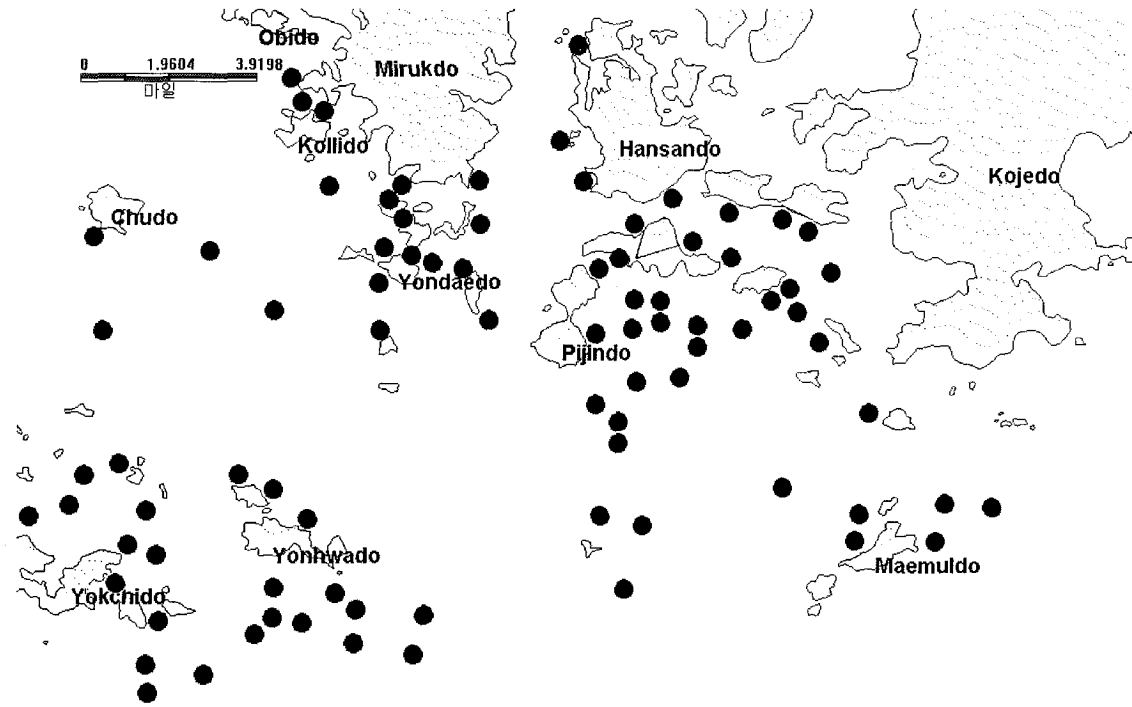 Obido
0 1.9604 3.9198
마일
Mirukdo
Kollido
Hansando
Kojedo
Chudo
Yondaedo
Pijindo
Yonhwado
Maemuldo
Yokchido